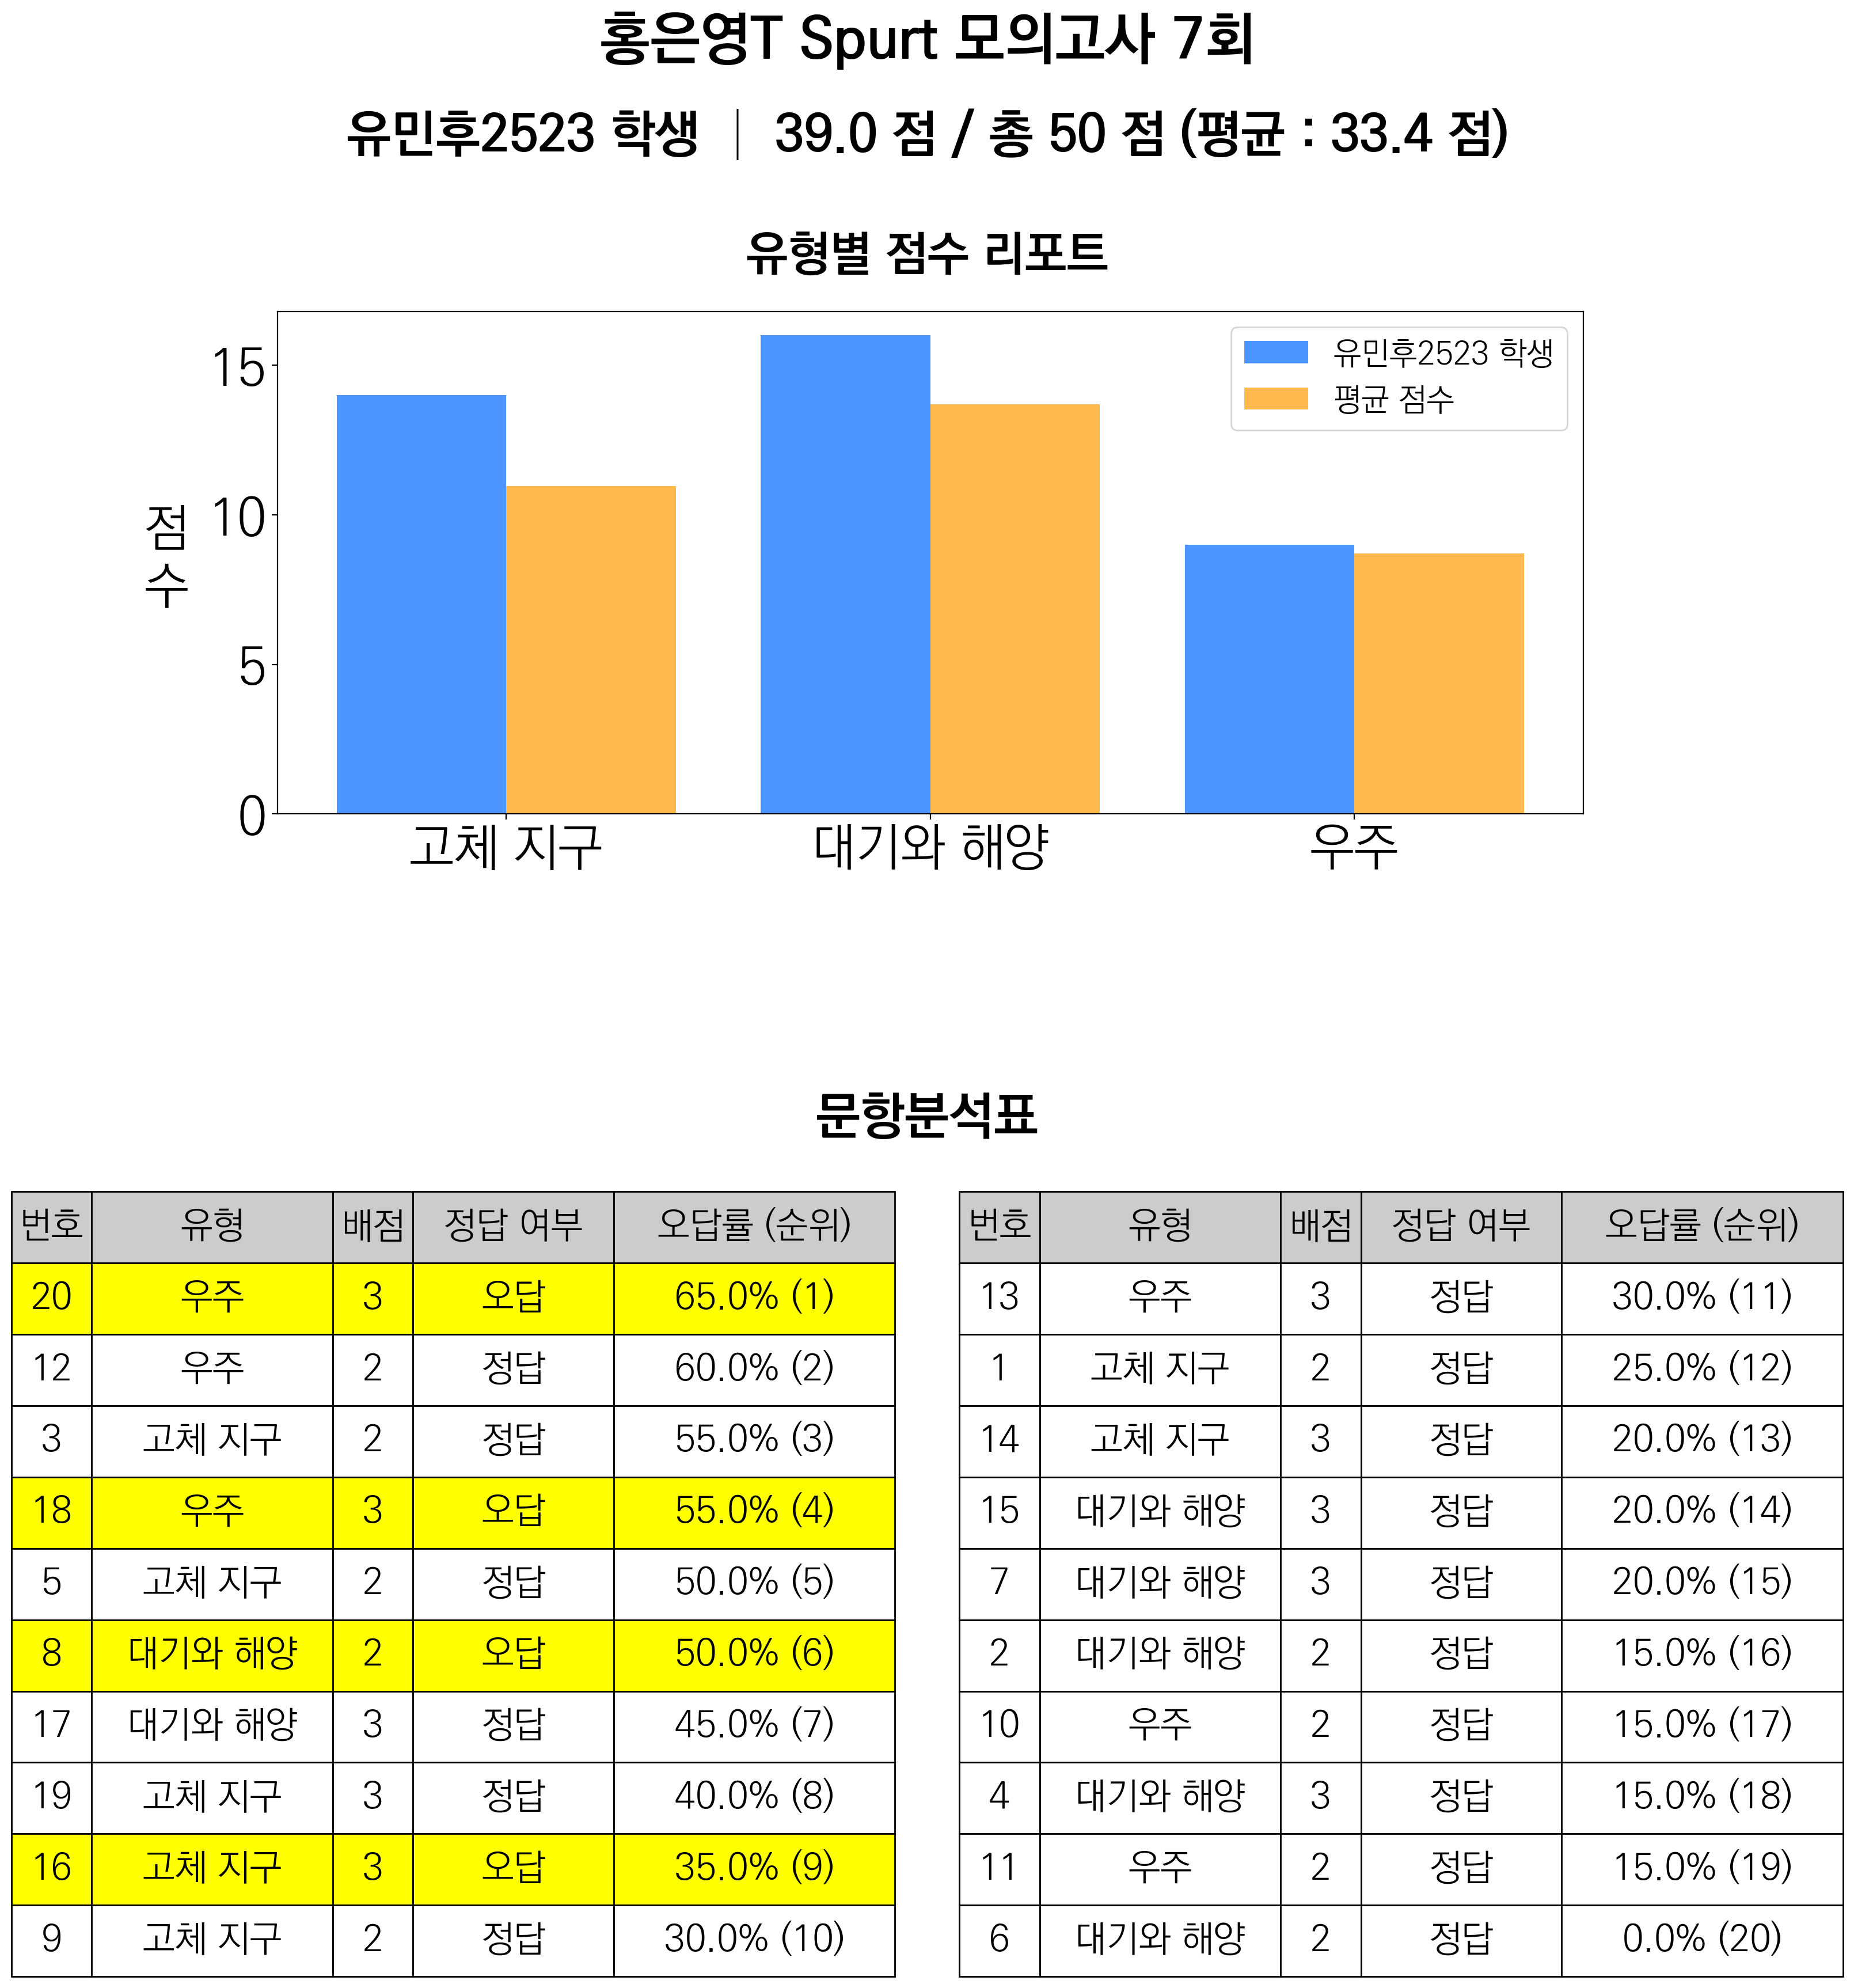 홍은영T Spurt 모의고사 7회
유민후2523 학생 | 39.0 점 / 총 50 점 (평균 : 33.4 점)
유형별 점수 리포트
유민후2523 학생
평균 점수
점수
15
10
5
0
고체 지구 대기와 해양 우주
문항분석표
번호 유형 배점 정답 여부 오답률 (순위)
20 우주 3 오답 65.0% (1)
12 우주 2 정답 60.0% (2)
3 고체 지구 2 정답 55.0% (3)
18 우주 3 오답 55.0% (4)
5 고체 지구 2 정답 50.0% (5)
8 대기와 해양 2 오답 50.0% (6)
17 대기와 해양 3 정답 45.0% (7)
19 고체 지구 3 정답 40.0% (8)
16 고체 지구 3 오답 35.0% (9)
9 고체 지구 2 정답 30.0% (10)
번호 유형 배점 정답 여부 오답률 (순위)
13 우주 3 정답 30.0% (11)
1 고체 지구 2 정답 25.0% (12)
14 고체 지구 3 정답 20.0% (13)
15 대기와 해양 3 정답 20.0% (14)
7 대기와 해양 3 정답 20.0% (15)
2 대기와 해양 2 정답 15.0% (16)
10 우주 2 정답 15.0% (17)
4 대기와 해양 3 정답 15.0% (18)
11 우주 2 정답 15.0% (19)
6 대기와 해양 2 정답 0.0% (20)